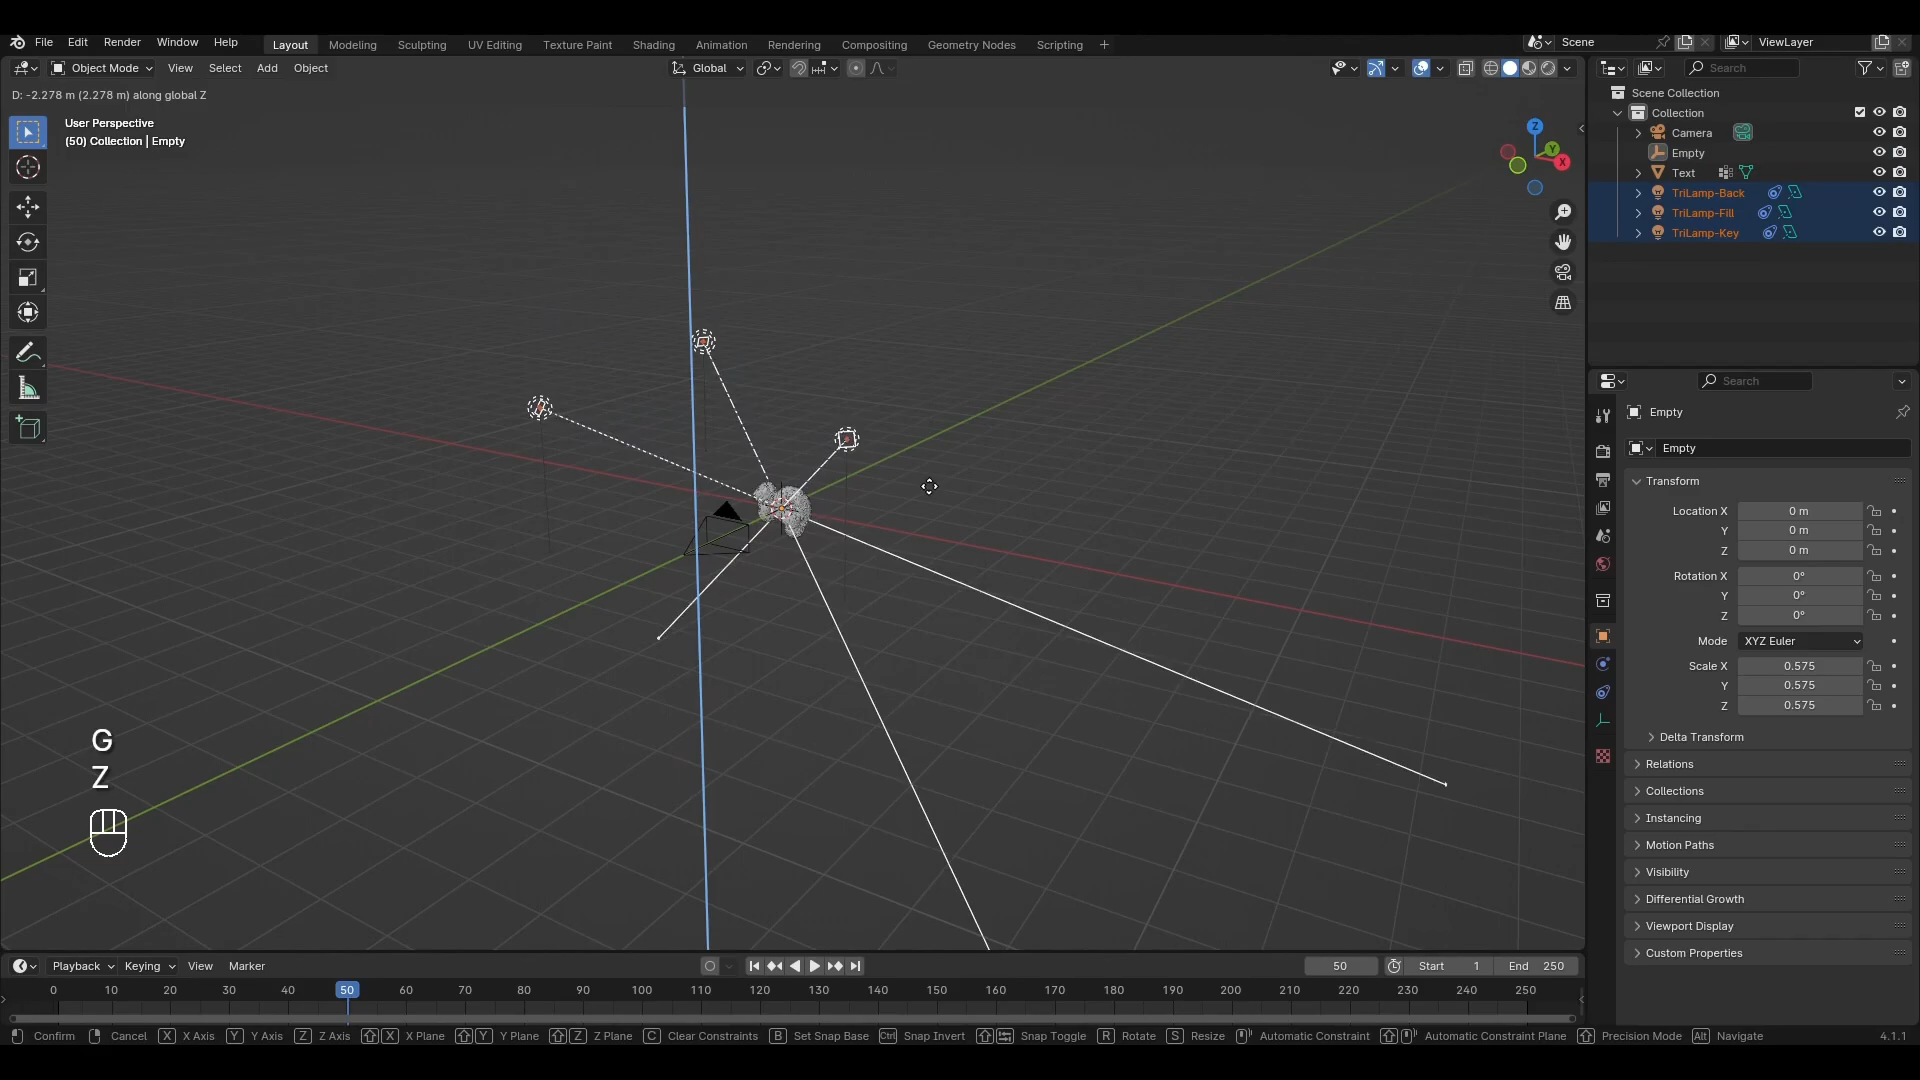 File Edit Render Window Help
Layout Modeling Sculpting UV Editing Texture Paint Shading Animation Rendering Compositing Geometry Nodes Scripting +
Scene
ViewLayer
Object Mode View Select Add Object
Global
Search
D: -2.278 m (2.278 m) along global Z
User Perspective
(50) Collection | Empty
Z
Y
X
Scene Collection
Collection
Camera
Empty
Text
TriLamp-Back
TriLamp-Fill
TriLamp-Key
Search
Empty
Empty
Transform
Location X 0 m
Y 0 m
Z 0 m
Rotation X 0°
Y 0°
Z 0°
Mode XYZ Euler
Scale X 0.575
Y 0.575
Z 0.575
Delta Transform
Relations
Collections
Instancing
Motion Paths
Visibility
Differential Growth
Viewport Display
Custom Properties
G
Z
Playback Keying View Marker
50 Start 1 End 250
0 10 20 30 40 50 60 70 80 90 100 110 120 130 140 150 160 170 180 190 200 210 220 230 240 250
Confirm Cancel X X Axis Y Y Axis Z Z Axis X X Plane Y Y Plane Z Z Plane C Clear Constraints B Set Snap Base Ctrl Snap Invert Snap Toggle R Rotate S Resize Automatic Constraint Automatic Constraint Plane Precision Mode Alt Navigate 4.1.1